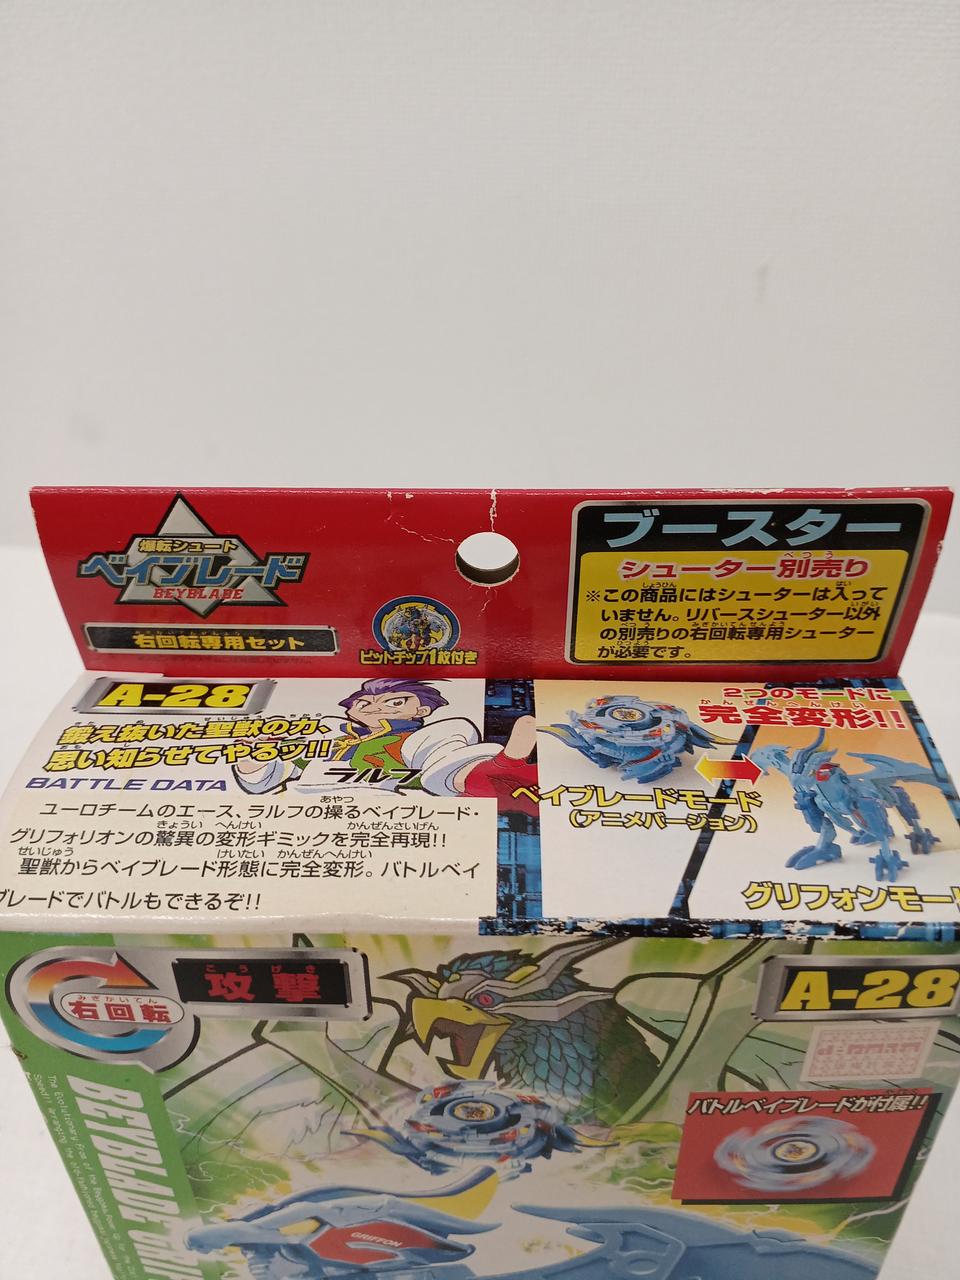 爆転シュート
ベイブレード
BEYBLADE
右回転専用セット
ビットチップ1枚付き
ブースター
シューター別売り
※この商品にはシューターは入って
いません。リバースシューター以外
の別売りの右回転専用シューター
が必要です。
A-28
鍛え抜いた聖獣の力、
思い知らせてやるッ!!
ラルフ
BATTLE DATA
ユーロチームのエース、ラルフの操るベイブレード・
グリフォリオンの驚異の変形ギミックを完全再現!!
聖獣からベイブレード形態に完全変形。バトルベイ
ブレードでバトルもできるぞ!!
2つのモードに
完全変形!!
ベイブレードモード
(アニメバージョン)
グリフォンモー
右回転
攻撃
A-28
バトルベイブレードが付属!!
BEYBLADE
GRIFFON